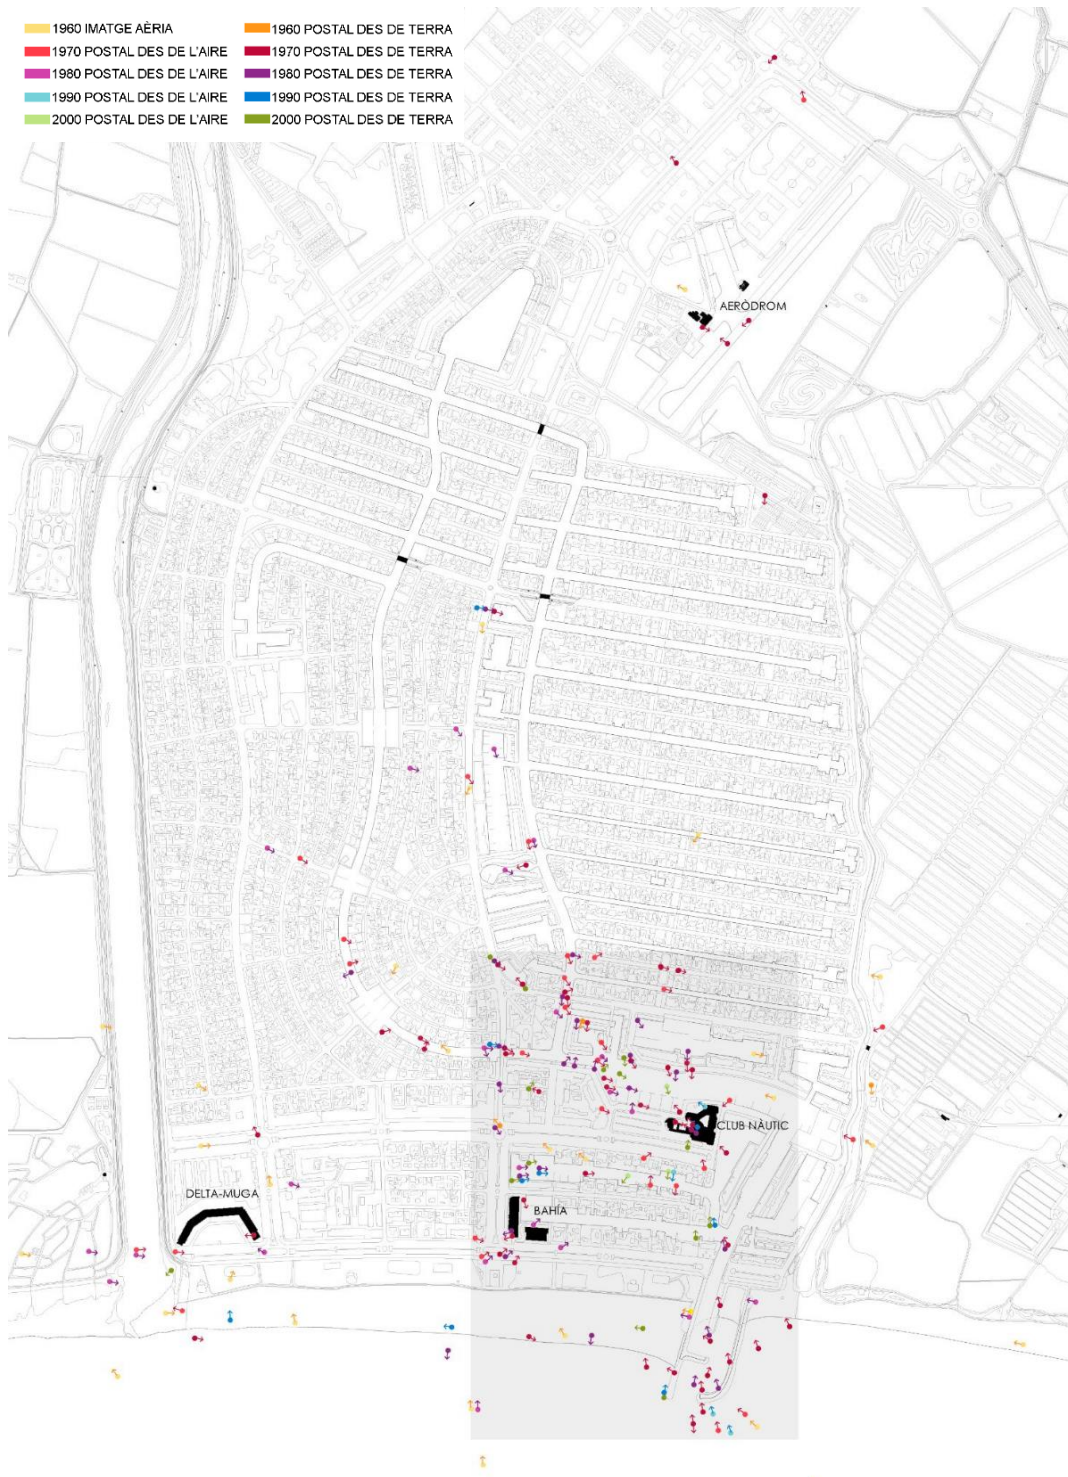 1960 IMATGE AÈRIA
1970 POSTAL DES DE L'AIRE
1980 POSTAL DES DE L'AIRE
1990 POSTAL DES DE L'AIRE
2000 POSTAL DES DE L'AIRE
1960 POSTAL DES DE TERRA
1970 POSTAL DES DE TERRA
1980 POSTAL DES DE TERRA
1990 POSTAL DES DE TERRA
2000 POSTAL DES DE TERRA
AERÒDROM
CLUB NÀUTIC
DELTA-MUGA
BAHÍA